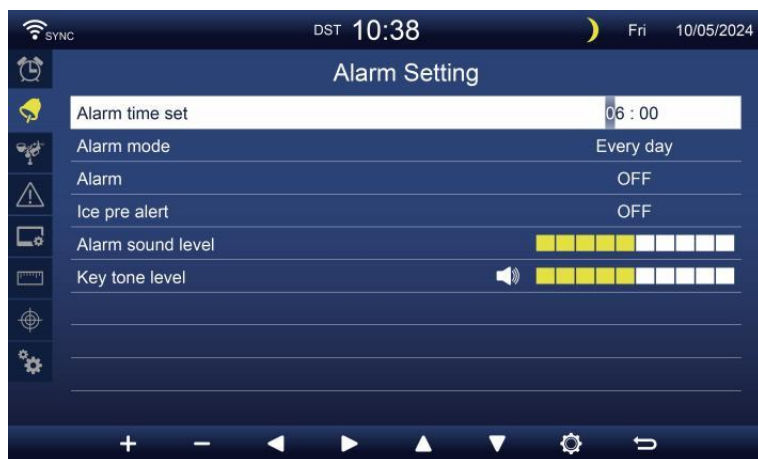 SYNC DST 10:38 Fri 10/05/2024
Alarm Setting
Alarm time set 06 : 00
Alarm mode Every day
Alarm OFF
Ice pre alert OFF
Alarm sound level
Key tone level